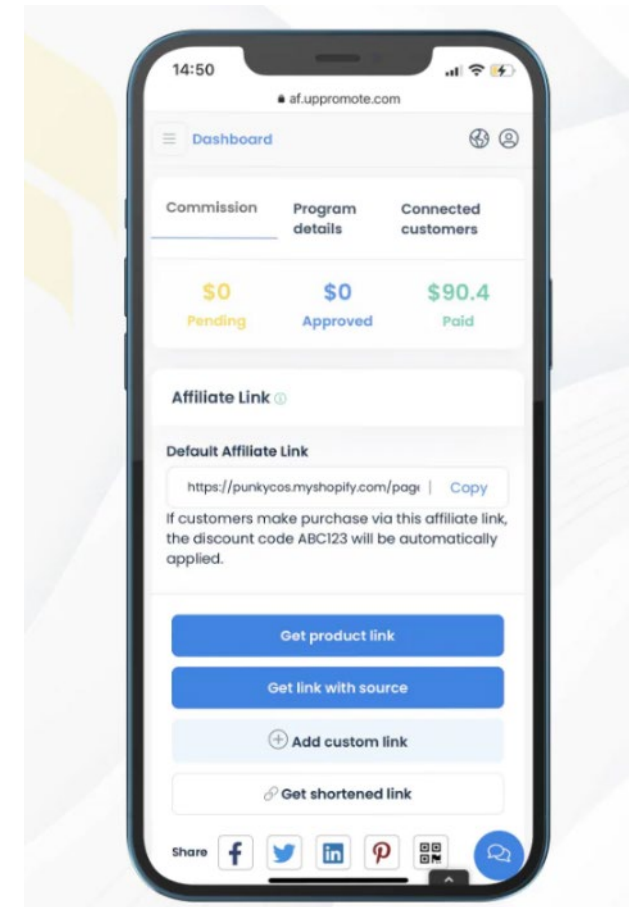 14:50
af.uppromote.com
Dashboard
Commission
Program details
Connected customers
$0
$0
$90.4
Pending
Approved
Paid
Affiliate Link
Default Affiliate Link
https://punkycos.myshopify.com/page
Copy
If customers make purchase via this affiliate link,
the discount code ABC123 will be automatically
applied.
Get product link
Get link with source
Add custom link
Get shortened link
Share